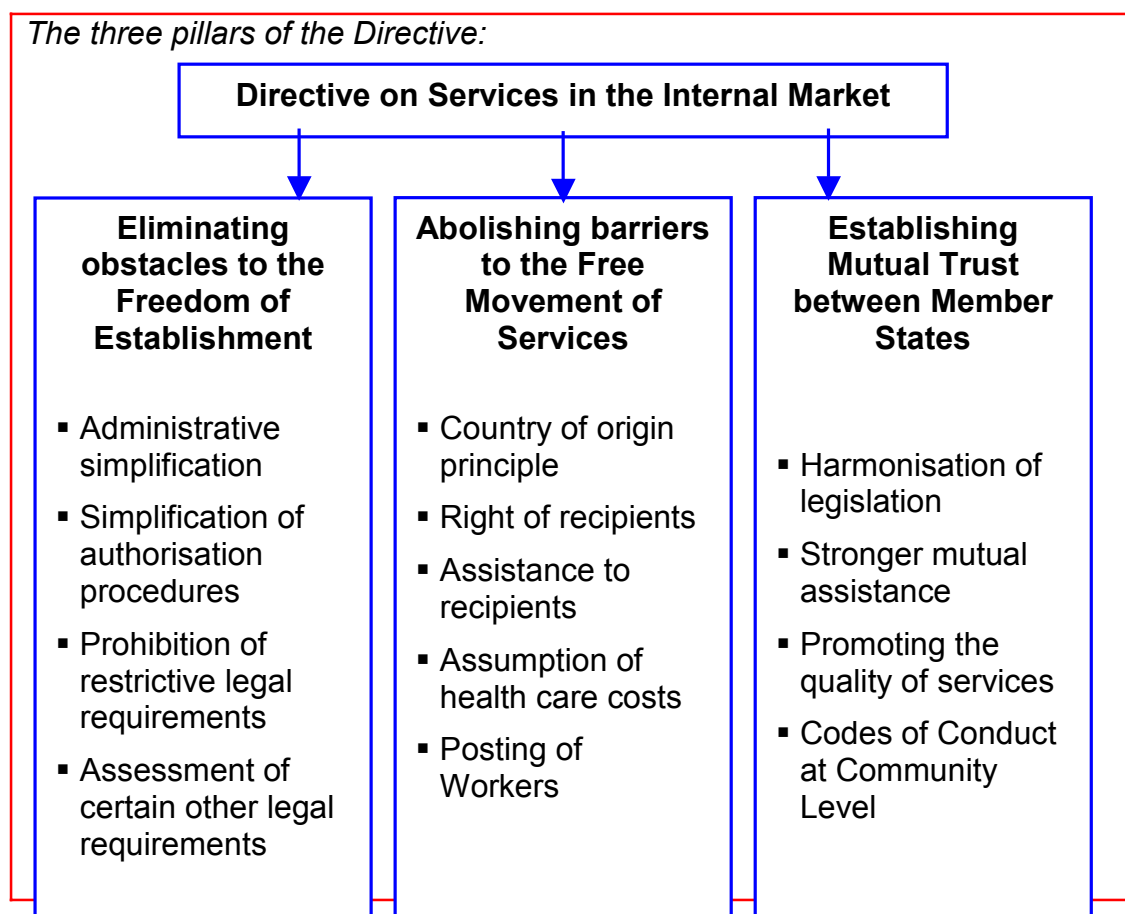 The three pillars of the Directive:
Directive on Services in the Internal Market
Eliminating
obstacles to the
Freedom of
Establishment
▪ Administrative
simplification
▪ Simplification of
authorisation
procedures
▪ Prohibition of
restrictive legal
requirements
▪ Assessment of
certain other legal
requirements
Abolishing barriers
to the Free
Movement of
Services
▪ Country of origin
principle
▪ Right of recipients
▪ Assistance to
recipients
▪ Assumption of
health care costs
▪ Posting of
Workers
Establishing
Mutual Trust
between Member
States
▪ Harmonisation of
legislation
▪ Stronger mutual
assistance
▪ Promoting the
quality of services
▪ Codes of Conduct
at Community
Level